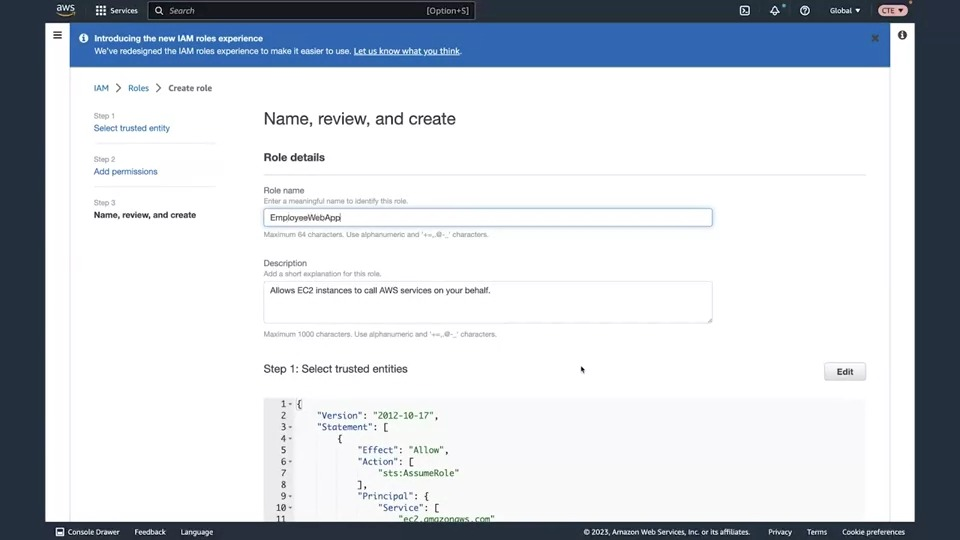 aws Services Search [Option+S] Global CTE
Introducing the new IAM roles experience
We've redesigned the IAM roles experience to make it easier to use. Let us know what you think.
IAM > Roles > Create role
Step 1
Select trusted entity
Step 2
Add permissions
Step 3
Name, review, and create
Name, review, and create
Role details
Role name
Enter a meaningful name to identify this role.
EmployeeWebApp
Maximum 64 characters. Use alphanumeric and '+=,.@-_' characters.
Description
Add a short explanation for this role.
Allows EC2 instances to call AWS services on your behalf.
Maximum 1000 characters. Use alphanumeric and '+=,.@-_' characters.
Step 1: Select trusted entities
Edit
1 {
2 "Version": "2012-10-17",
3 "Statement": [
4 {
5 "Effect": "Allow",
6 "Action": [
7 "sts:AssumeRole"
8 ],
9 "Principal": {
10 "Service": [
11 "ec2.amazonaws.com"
Console Drawer Feedback Language © 2023, Amazon Web Services, Inc. or its affiliates. Privacy Terms Cookie preferences